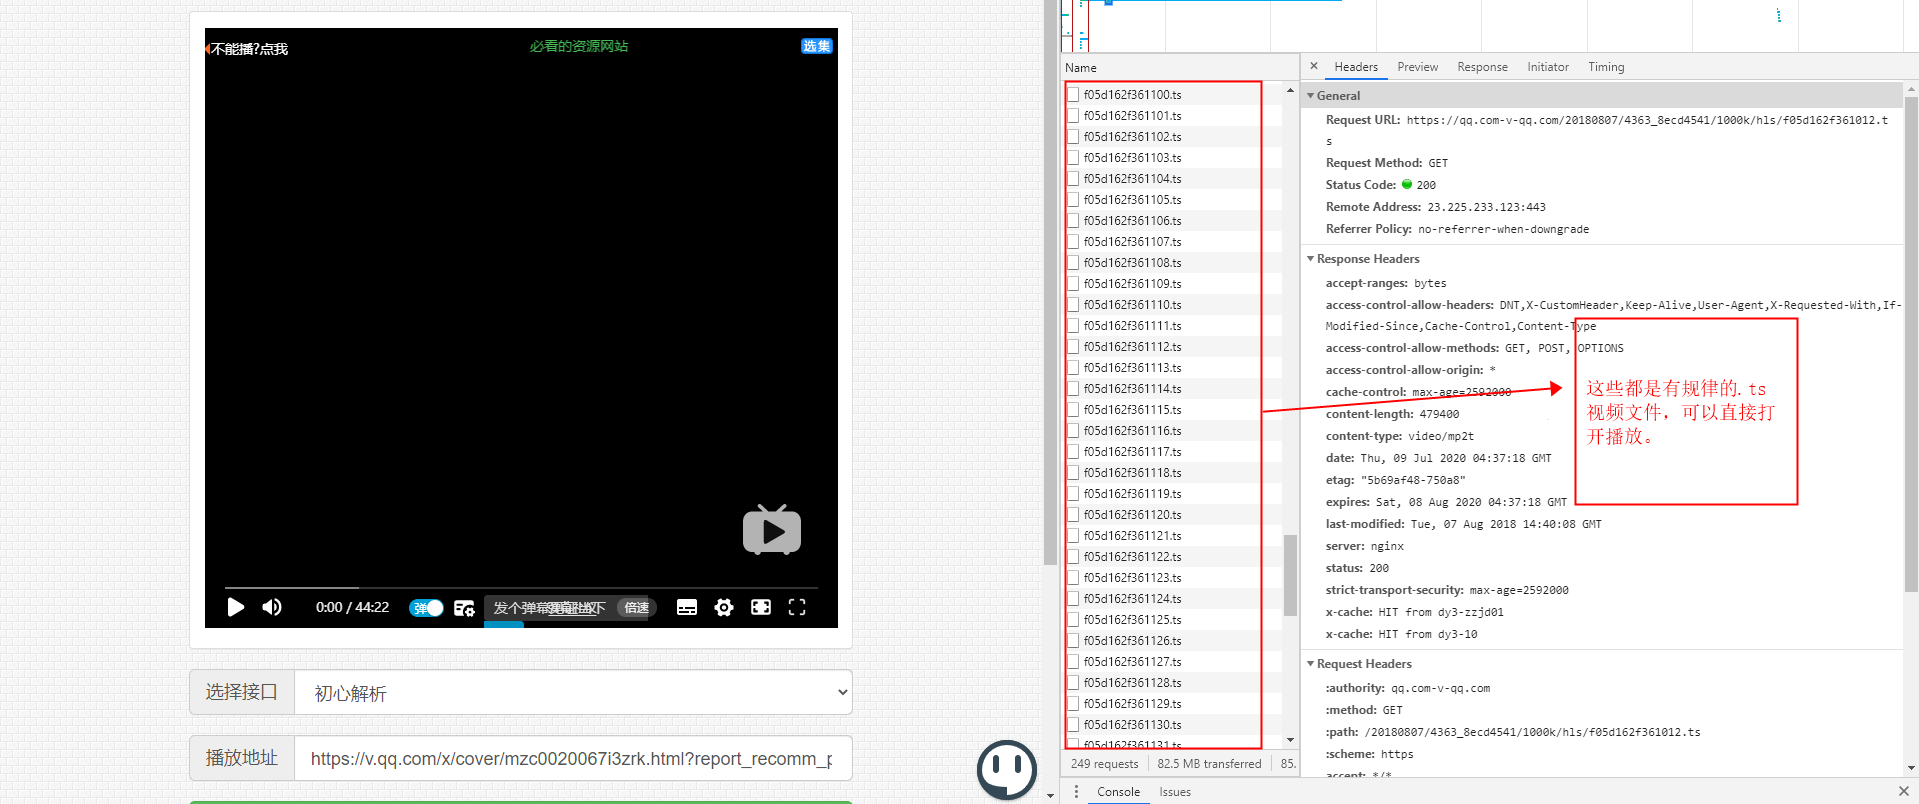 不能播?点我
必看的资源网站
选集
0:00 / 44:22
弹
发个弹幕
倍速
选择接口
初心解析
播放地址
https://v.qq.com/x/cover/mzc0020067i3zrk.html?report_recomm_p
Name
f05d162f361100.ts
f05d162f361101.ts
f05d162f361102.ts
f05d162f361103.ts
f05d162f361104.ts
f05d162f361105.ts
f05d162f361106.ts
f05d162f361107.ts
f05d162f361108.ts
f05d162f361109.ts
f05d162f361110.ts
f05d162f361111.ts
f05d162f361112.ts
f05d162f361113.ts
f05d162f361114.ts
f05d162f361115.ts
f05d162f361116.ts
f05d162f361117.ts
f05d162f361118.ts
f05d162f361119.ts
f05d162f361120.ts
f05d162f361121.ts
f05d162f361122.ts
f05d162f361123.ts
f05d162f361124.ts
f05d162f361125.ts
f05d162f361126.ts
f05d162f361127.ts
f05d162f361128.ts
f05d162f361129.ts
f05d162f361130.ts
f05d162f361131.ts
249 requests 82.5 MB transferred 85.
Headers Preview Response Initiator Timing
General
Request URL: https://qq.com-v-qq.com/20180807/4363_8ecd4541/1000k/hls/f05d162f361012.t
s
Request Method: GET
Status Code: 200
Remote Address: 23.225.233.123:443
Referrer Policy: no-referrer-when-downgrade
Response Headers
accept-ranges: bytes
access-control-allow-headers: DNT,X-CustomHeader,Keep-Alive,User-Agent,X-Requested-With,If-
Modified-Since,Cache-Control,Content-Type
access-control-allow-methods: GET, POST, OPTIONS
access-control-allow-origin: *
cache-control: max-age=2592000
content-length: 479400
content-type: video/mp2t
date: Thu, 09 Jul 2020 04:37:18 GMT
etag: "5b69af48-750a8"
expires: Sat, 08 Aug 2020 04:37:18 GMT
last-modified: Tue, 07 Aug 2018 14:40:08 GMT
server: nginx
status: 200
strict-transport-security: max-age=2592000
x-cache: HIT from dy3-zzjd01
x-cache: HIT from dy3-10
Request Headers
:authority: qq.com-v-qq.com
:method: GET
:path: /20180807/4363_8ecd4541/1000k/hls/f05d162f361012.ts
:scheme: https
accept: */*
这些都是有规律的.ts
视频文件，可以直接打
开播放。
Console Issues